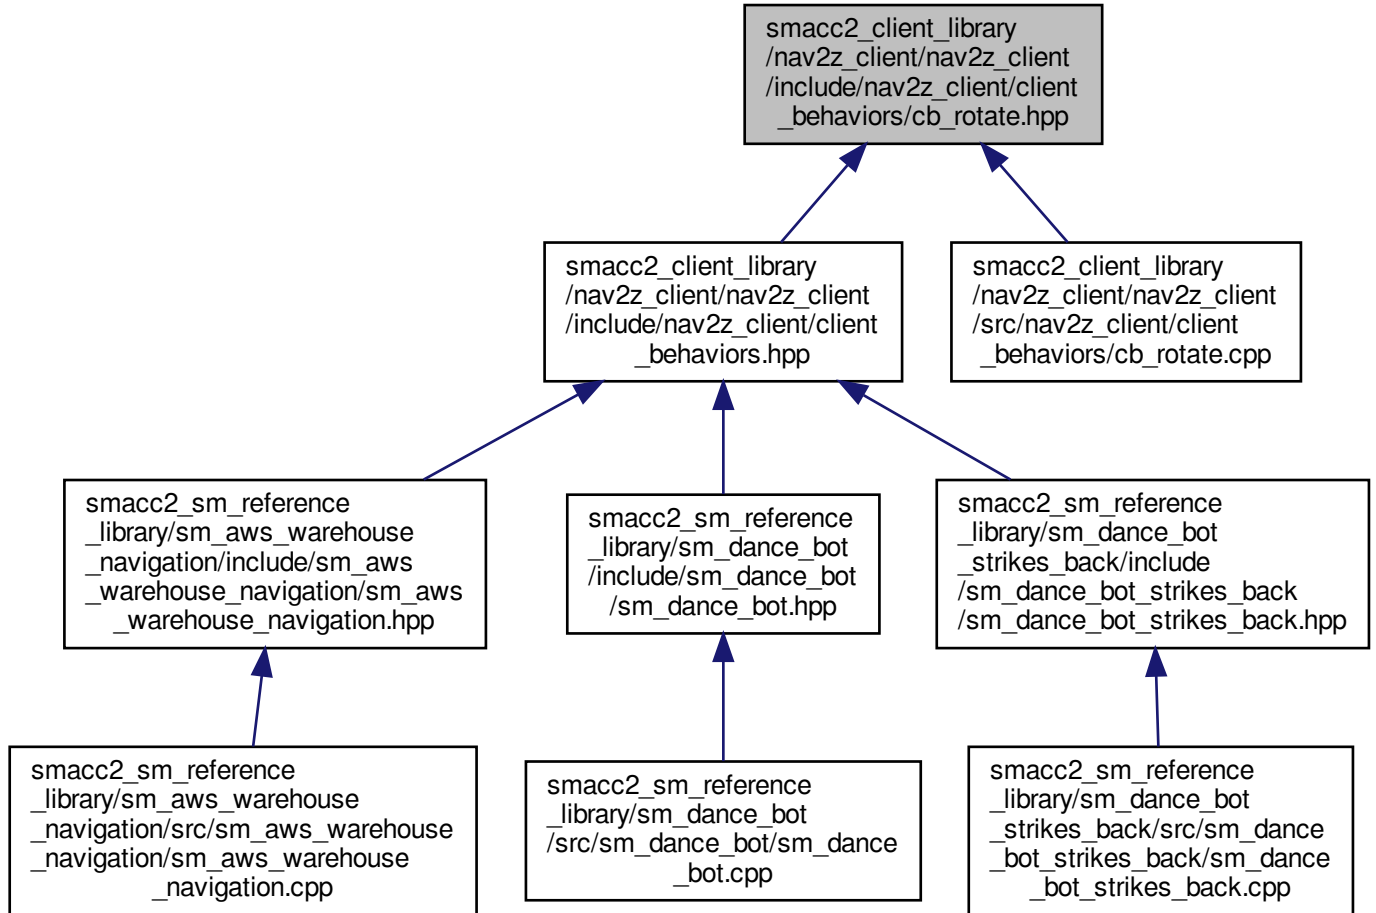 smacc2_client_library
/nav2z_client/nav2z_client
/include/nav2z_client/client
_behaviors/cb_rotate.hpp
smacc2_client_library
/nav2z_client/nav2z_client
/include/nav2z_client/client
_behaviors.hpp
smacc2_client_library
/nav2z_client/nav2z_client
/src/nav2z_client/client
_behaviors/cb_rotate.cpp
smacc2_sm_reference
_library/sm_aws_warehouse
_navigation/include/sm_aws
_warehouse_navigation/sm_aws
_warehouse_navigation.hpp
smacc2_sm_reference
_library/sm_dance_bot
/include/sm_dance_bot
/sm_dance_bot.hpp
smacc2_sm_reference
_library/sm_dance_bot
_strikes_back/include
/sm_dance_bot_strikes_back
/sm_dance_bot_strikes_back.hpp
smacc2_sm_reference
_library/sm_aws_warehouse
_navigation/src/sm_aws_warehouse
_navigation/sm_aws_warehouse
_navigation.cpp
smacc2_sm_reference
_library/sm_dance_bot
/src/sm_dance_bot/sm_dance
_bot.cpp
smacc2_sm_reference
_library/sm_dance_bot
_strikes_back/src/sm_dance
_bot_strikes_back/sm_dance
_bot_strikes_back.cpp